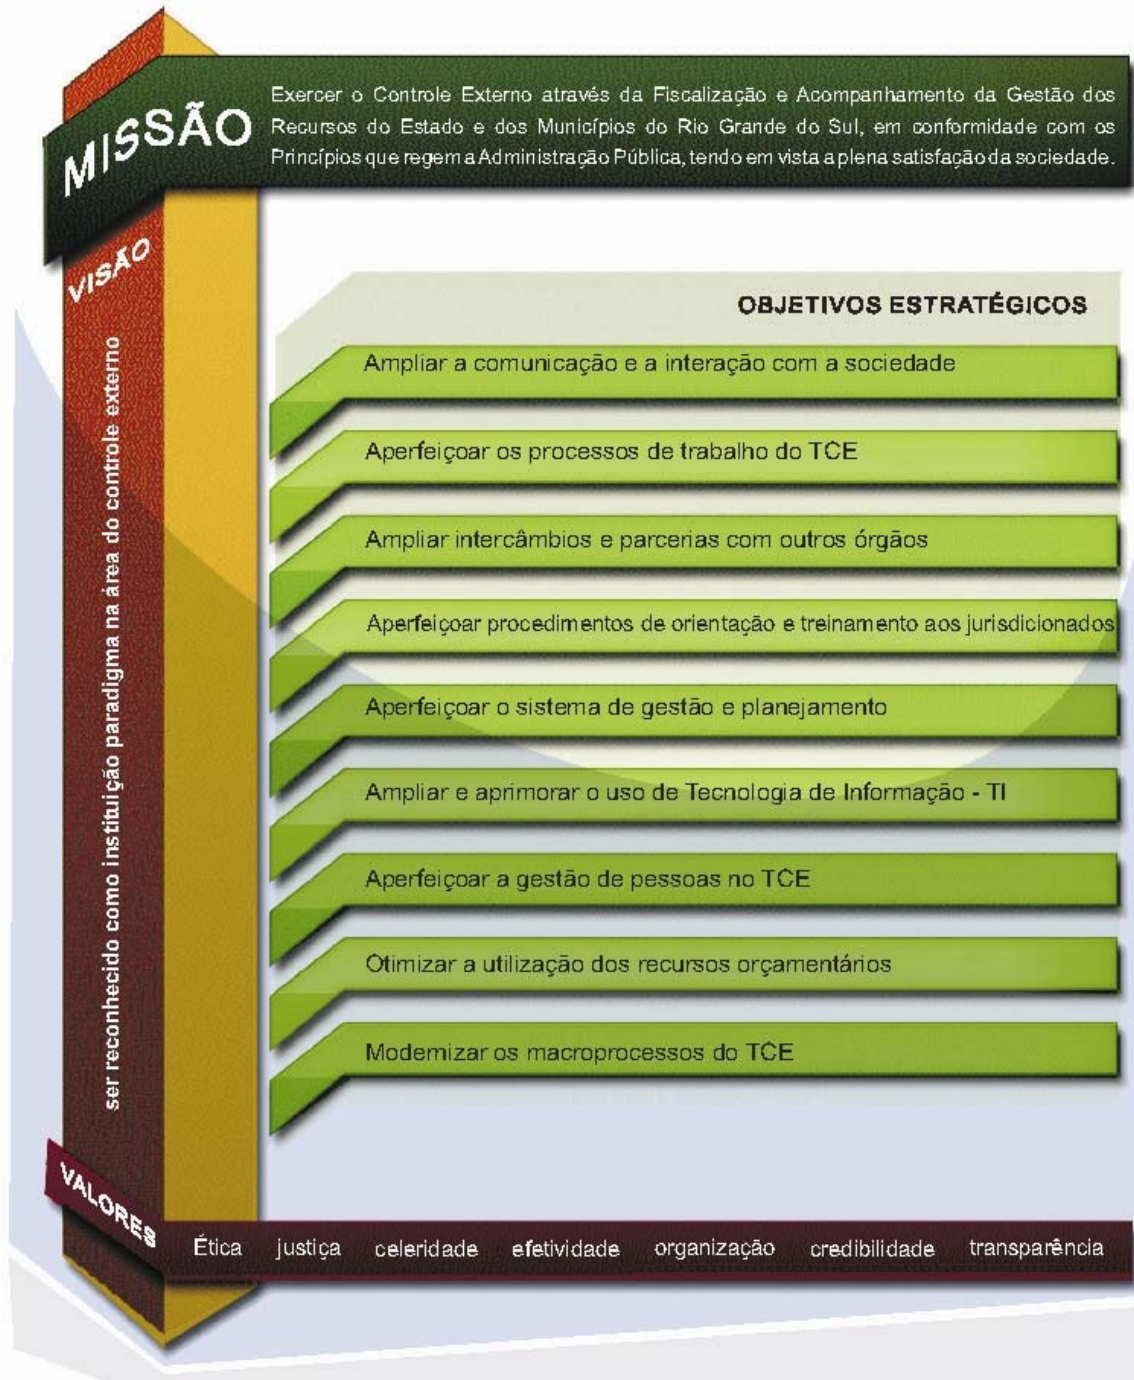 MISSÃO
Exercer o Controle Externo através da Fiscalização e Acompanhamento da Gestão dos
Recursos do Estado e dos Municípios do Rio Grande do Sul, em conformidade com os
Princípios que regem a Administração Pública, tendo em vista a plena satisfação da sociedade.
VISÃO
ser reconhecido como instituição paradigma na área do controle externo
OBJETIVOS ESTRATÉGICOS
Ampliar a comunicação e a interação com a sociedade
Aperfeiçoar os processos de trabalho do TCE
Ampliar intercâmbios e parcerias com outros órgãos
Aperfeiçoar procedimentos de orientação e treinamento aos jurisdicionados
Aperfeiçoar o sistema de gestão e planejamento
Ampliar e aprimorar o uso de Tecnologia de Informação - TI
Aperfeiçoar a gestão de pessoas no TCE
Otimizar a utilização dos recursos orçamentários
Modernizar os macroprocessos do TCE
VALORES
Ética justiça celeridade efetividade organização credibilidade transparência